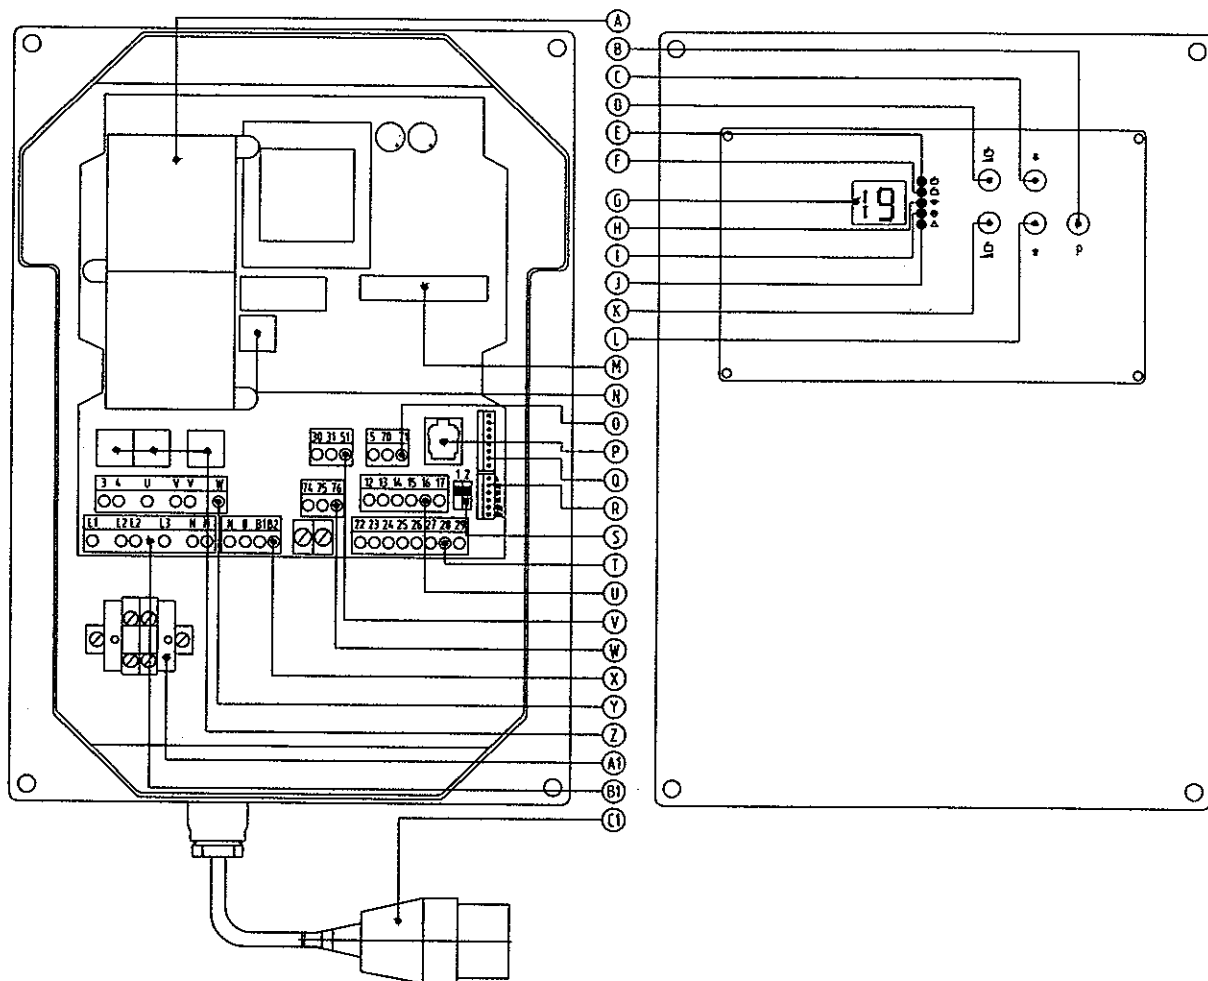 A
B
C
D
E
F
G
H
I
J
K
L
M
N
O
P
Q
R
S
T
U
V
W
X
Y
Z
A1
B1
C1
19
P
30 31 51
5 70 71
1 2
3 4 U V V W
74 75 76
12 13 14 15 16 17
L1 L2 L2 L3 N N
N B1 B2
22 23 24 25 26 27 28 29